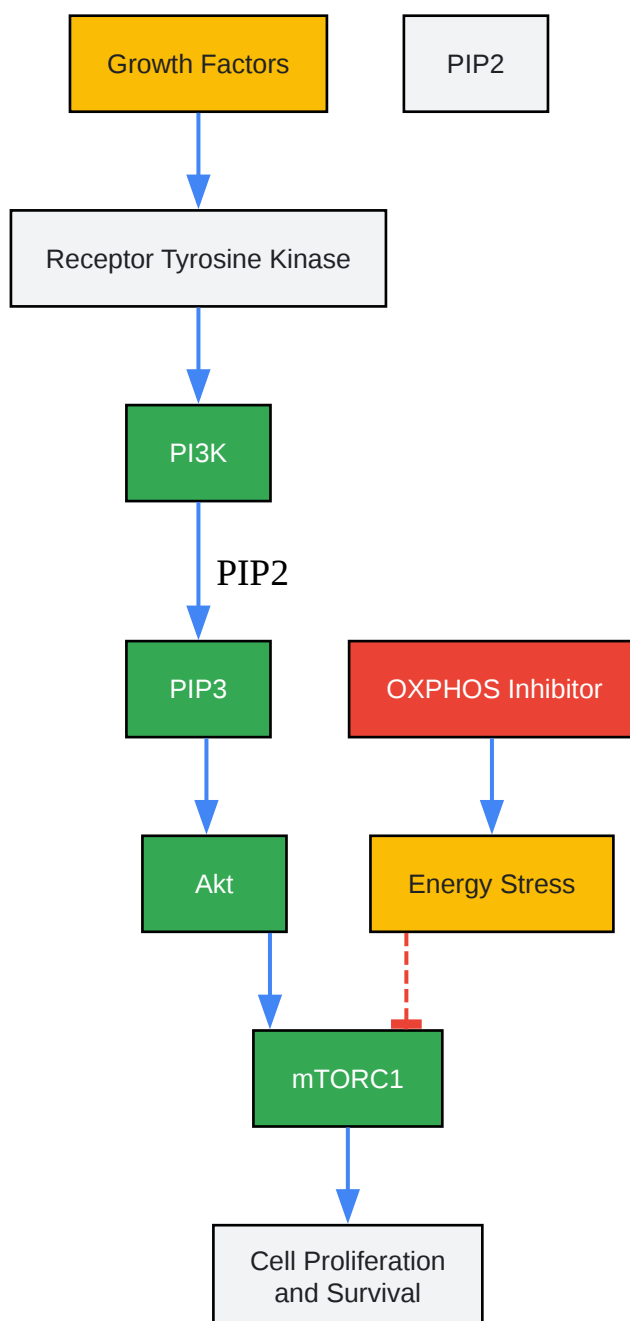 Growth Factors
PIP2
Receptor Tyrosine Kinase
PI3K
PIP2
PIP3
OXPHOS Inhibitor
Akt
Energy Stress
mTORC1
Cell Proliferation
and Survival